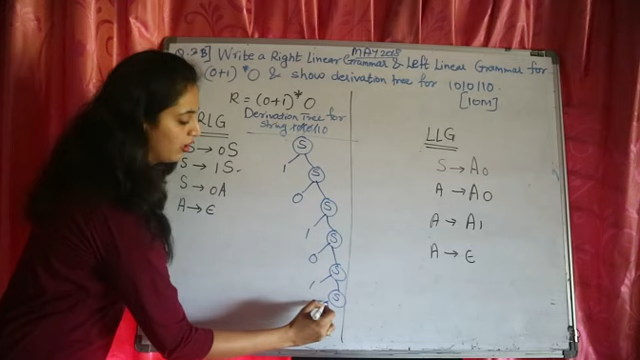 MAY 2018
Q.2 B] Write a Right Linear Grammar & Left Linear Grammar for
(0+1)*0 & show derivation tree for 1010110.
[10M]
R = (0+1)*0
RLG
S → 0S
S → 1S
S → 0A
A → ε
Derivation Tree for
string 1010110
S
1
S
0
S
1
S
0
S
1
S
LLG
S → A0
A → A0
A → A1
A → ε